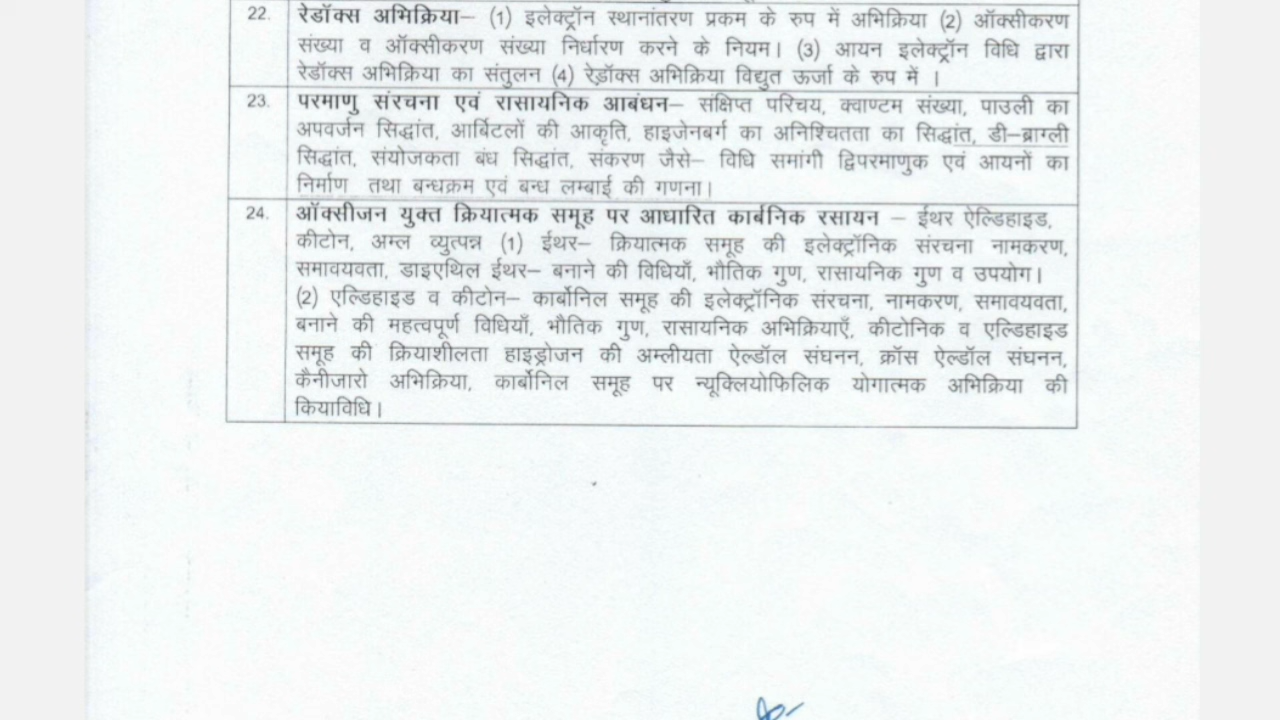 22. रेडॉक्स अभिक्रिया– (1) इलेक्ट्रॉन स्थानांतरण प्रकम के रुप में अभिक्रिया (2) ऑक्सीकरण
संख्या व ऑक्सीकरण संख्या निर्धारण करने के नियम। (3) आयन इलेक्ट्रॉन विधि द्वारा
रेडॉक्स अभिक्रिया का संतुलन (4) रेड़ॉक्स अभिक्रिया विद्युत ऊर्जा के रुप में ।
23. परमाणु संरचना एवं रासायनिक आबंधन– संक्षिप्त परिचय, क्वाण्टम संख्या, पाउली का
अपवर्जन सिद्धांत, आर्बिटलों की आकृति, हाइजेनबर्ग का अनिश्चितता का सिद्धांत, डी–ब्राग्ली
सिद्धांत, संयोजकता बंध सिद्धांत, संकरण जैसे– विधि समांगी द्विपरमाणुक एवं आयनों का
निर्माण तथा बन्धक्रम एवं बन्ध लम्बाई की गणना।
24. ऑक्सीजन युक्त क्रियात्मक समूह पर आधारित कार्बनिक रसायन – ईथर ऐल्डिहाइड,
कीटोन, अम्ल व्युत्पन्न (1) ईथर– क्रियात्मक समूह की इलेक्ट्रॉनिक संरचना नामकरण,
समावयवता, डाइएथिल ईथर– बनाने की विधियाँ, भौतिक गुण, रासायनिक गुण व उपयोग।
(2) एल्डिहाइड व कीटोन– कार्बोनिल समूह की इलेक्ट्रॉनिक संरचना, नामकरण, समावयवता,
बनाने की महत्वपूर्ण विधियाँ, भौतिक गुण, रासायनिक अभिक्रियाएँ, कीटोनिक व एल्डिहाइड
समूह की क्रियाशीलता हाइड्रोजन की अम्लीयता ऐल्डॉल संघनन, क्रॉस ऐल्डॉल संघनन,
कैनीजारो अभिक्रिया, कार्बोनिल समूह पर न्यूक्लियोफिलिक योगात्मक अभिक्रिया की
कियाविधि।